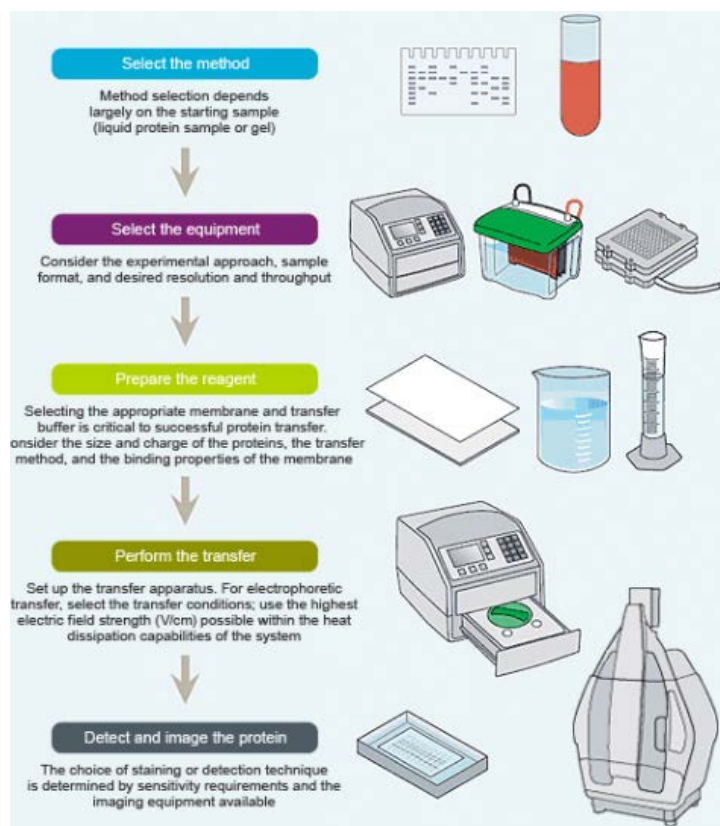 Select the method
Method selection depends
largely on the starting sample
(liquid protein sample or gel)
Select the equipment
Consider the experimental approach, sample
format, and desired resolution and throughput
Prepare the reagent
Selecting the appropriate membrane and transfer
buffer is critical to successful protein transfer.
onsider the size and charge of the proteins, the transfer
method, and the binding properties of the membrane
Perform the transfer
Set up the transfer apparatus. For electrophoretic
transfer, select the transfer conditions; use the highest
electric field strength (V/cm) possible within the heat
dissipation capabilities of the system
Detect and image the protein
The choice of staining or detection technique
is determined by sensitivity requirements and the
imaging equipment available